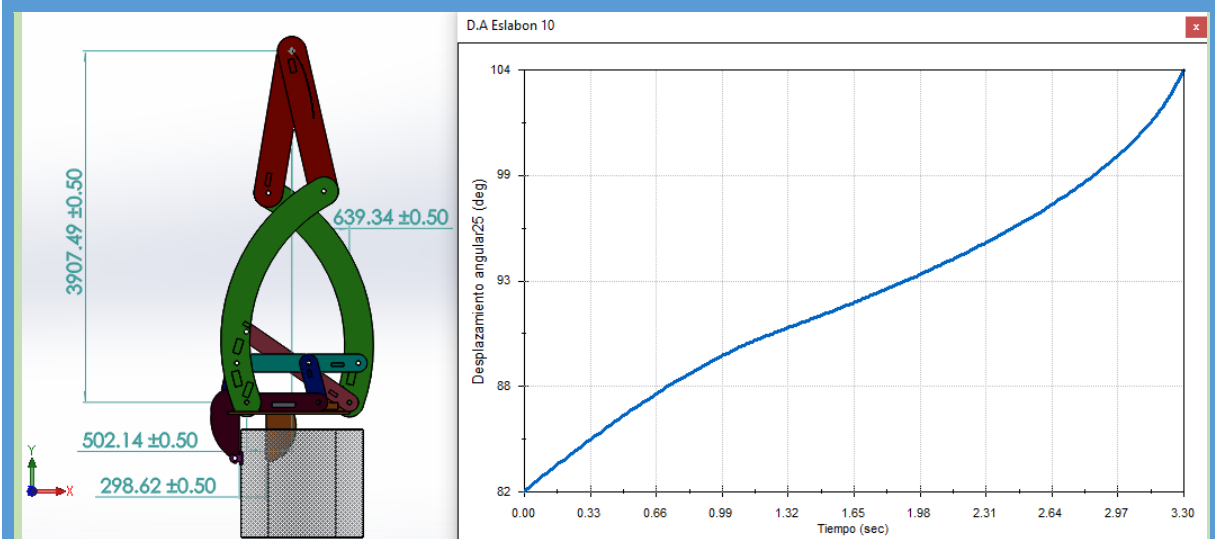 3907.49 ±0.50
639.34 ±0.50
502.14 ±0.50
298.62 ±0.50
Y
X
D.A Eslabon 10
x
Desplazamiento angular25 (deg)
104
99
93
88
82
0.00 0.33 0.66 0.99 1.32 1.65 1.98 2.31 2.64 2.97 3.30
Tiempo (sec)